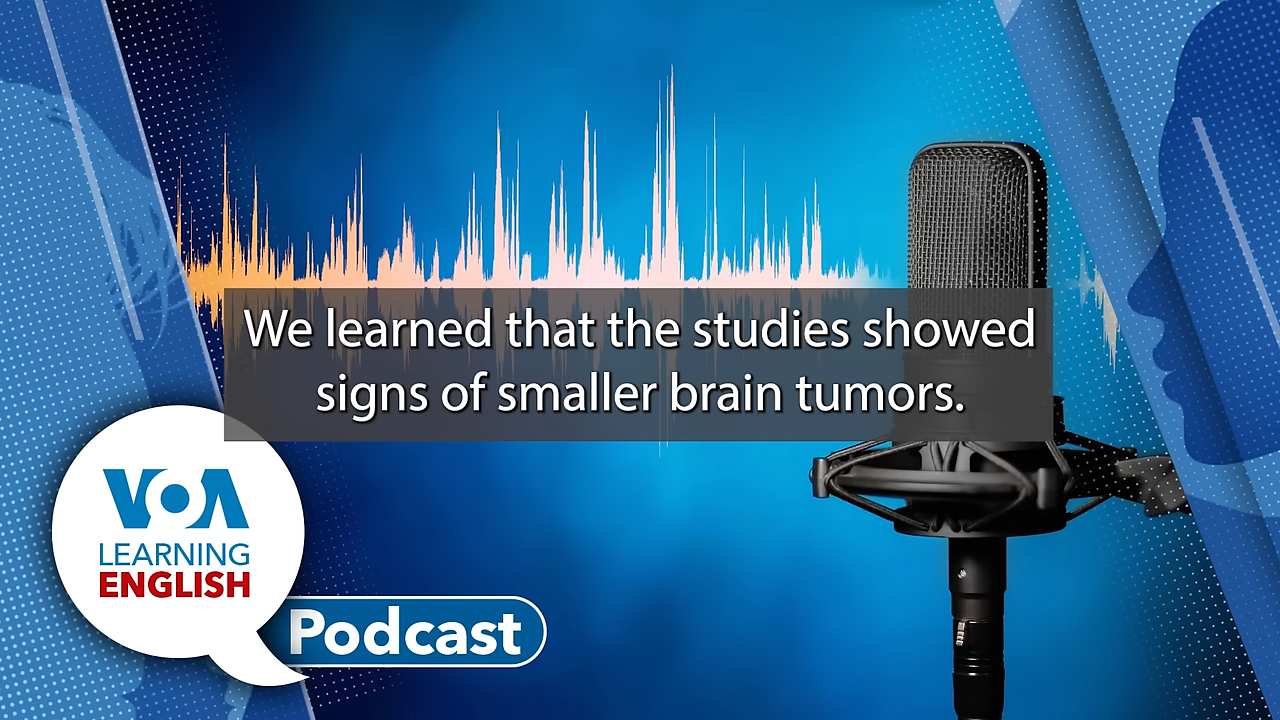 We learned that the studies showed
signs of smaller brain tumors.
VOA
LEARNING
ENGLISH
Podcast